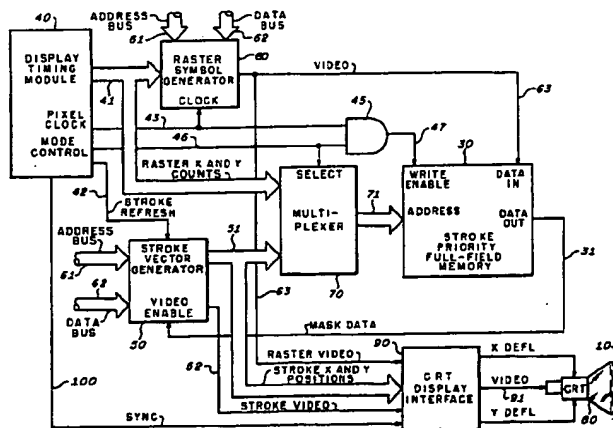 40
ADDRESS BUS
DATA BUS
61
62
60
DISPLAY TIMING MODULE
41
RASTER SYMBOL GENERATOR
CLOCK
VIDEO
63
PIXEL CLOCK
43
45
MODE CONTROL
46
47
30
42
STROKE REFRESH
RASTER X AND Y COUNTS
SELECT
MULTI-PLEXER
71
70
WRITE ENABLE
DATA IN
ADDRESS
DATA OUT
STROKE PRIORITY FULL-FIELD MEMORY
31
ADDRESS BUS
61
STROKE VECTOR GENERATOR
51
63
62
DATA BUS
VIDEO ENABLE
50
MASK DATA
90
RASTER VIDEO
STROKE X AND Y POSITIONS
STROKE VIDEO
CRT DISPLAY INTERFACE
X DEFL
VIDEO
91
Y DEFL
CRT
80
100
SYNC